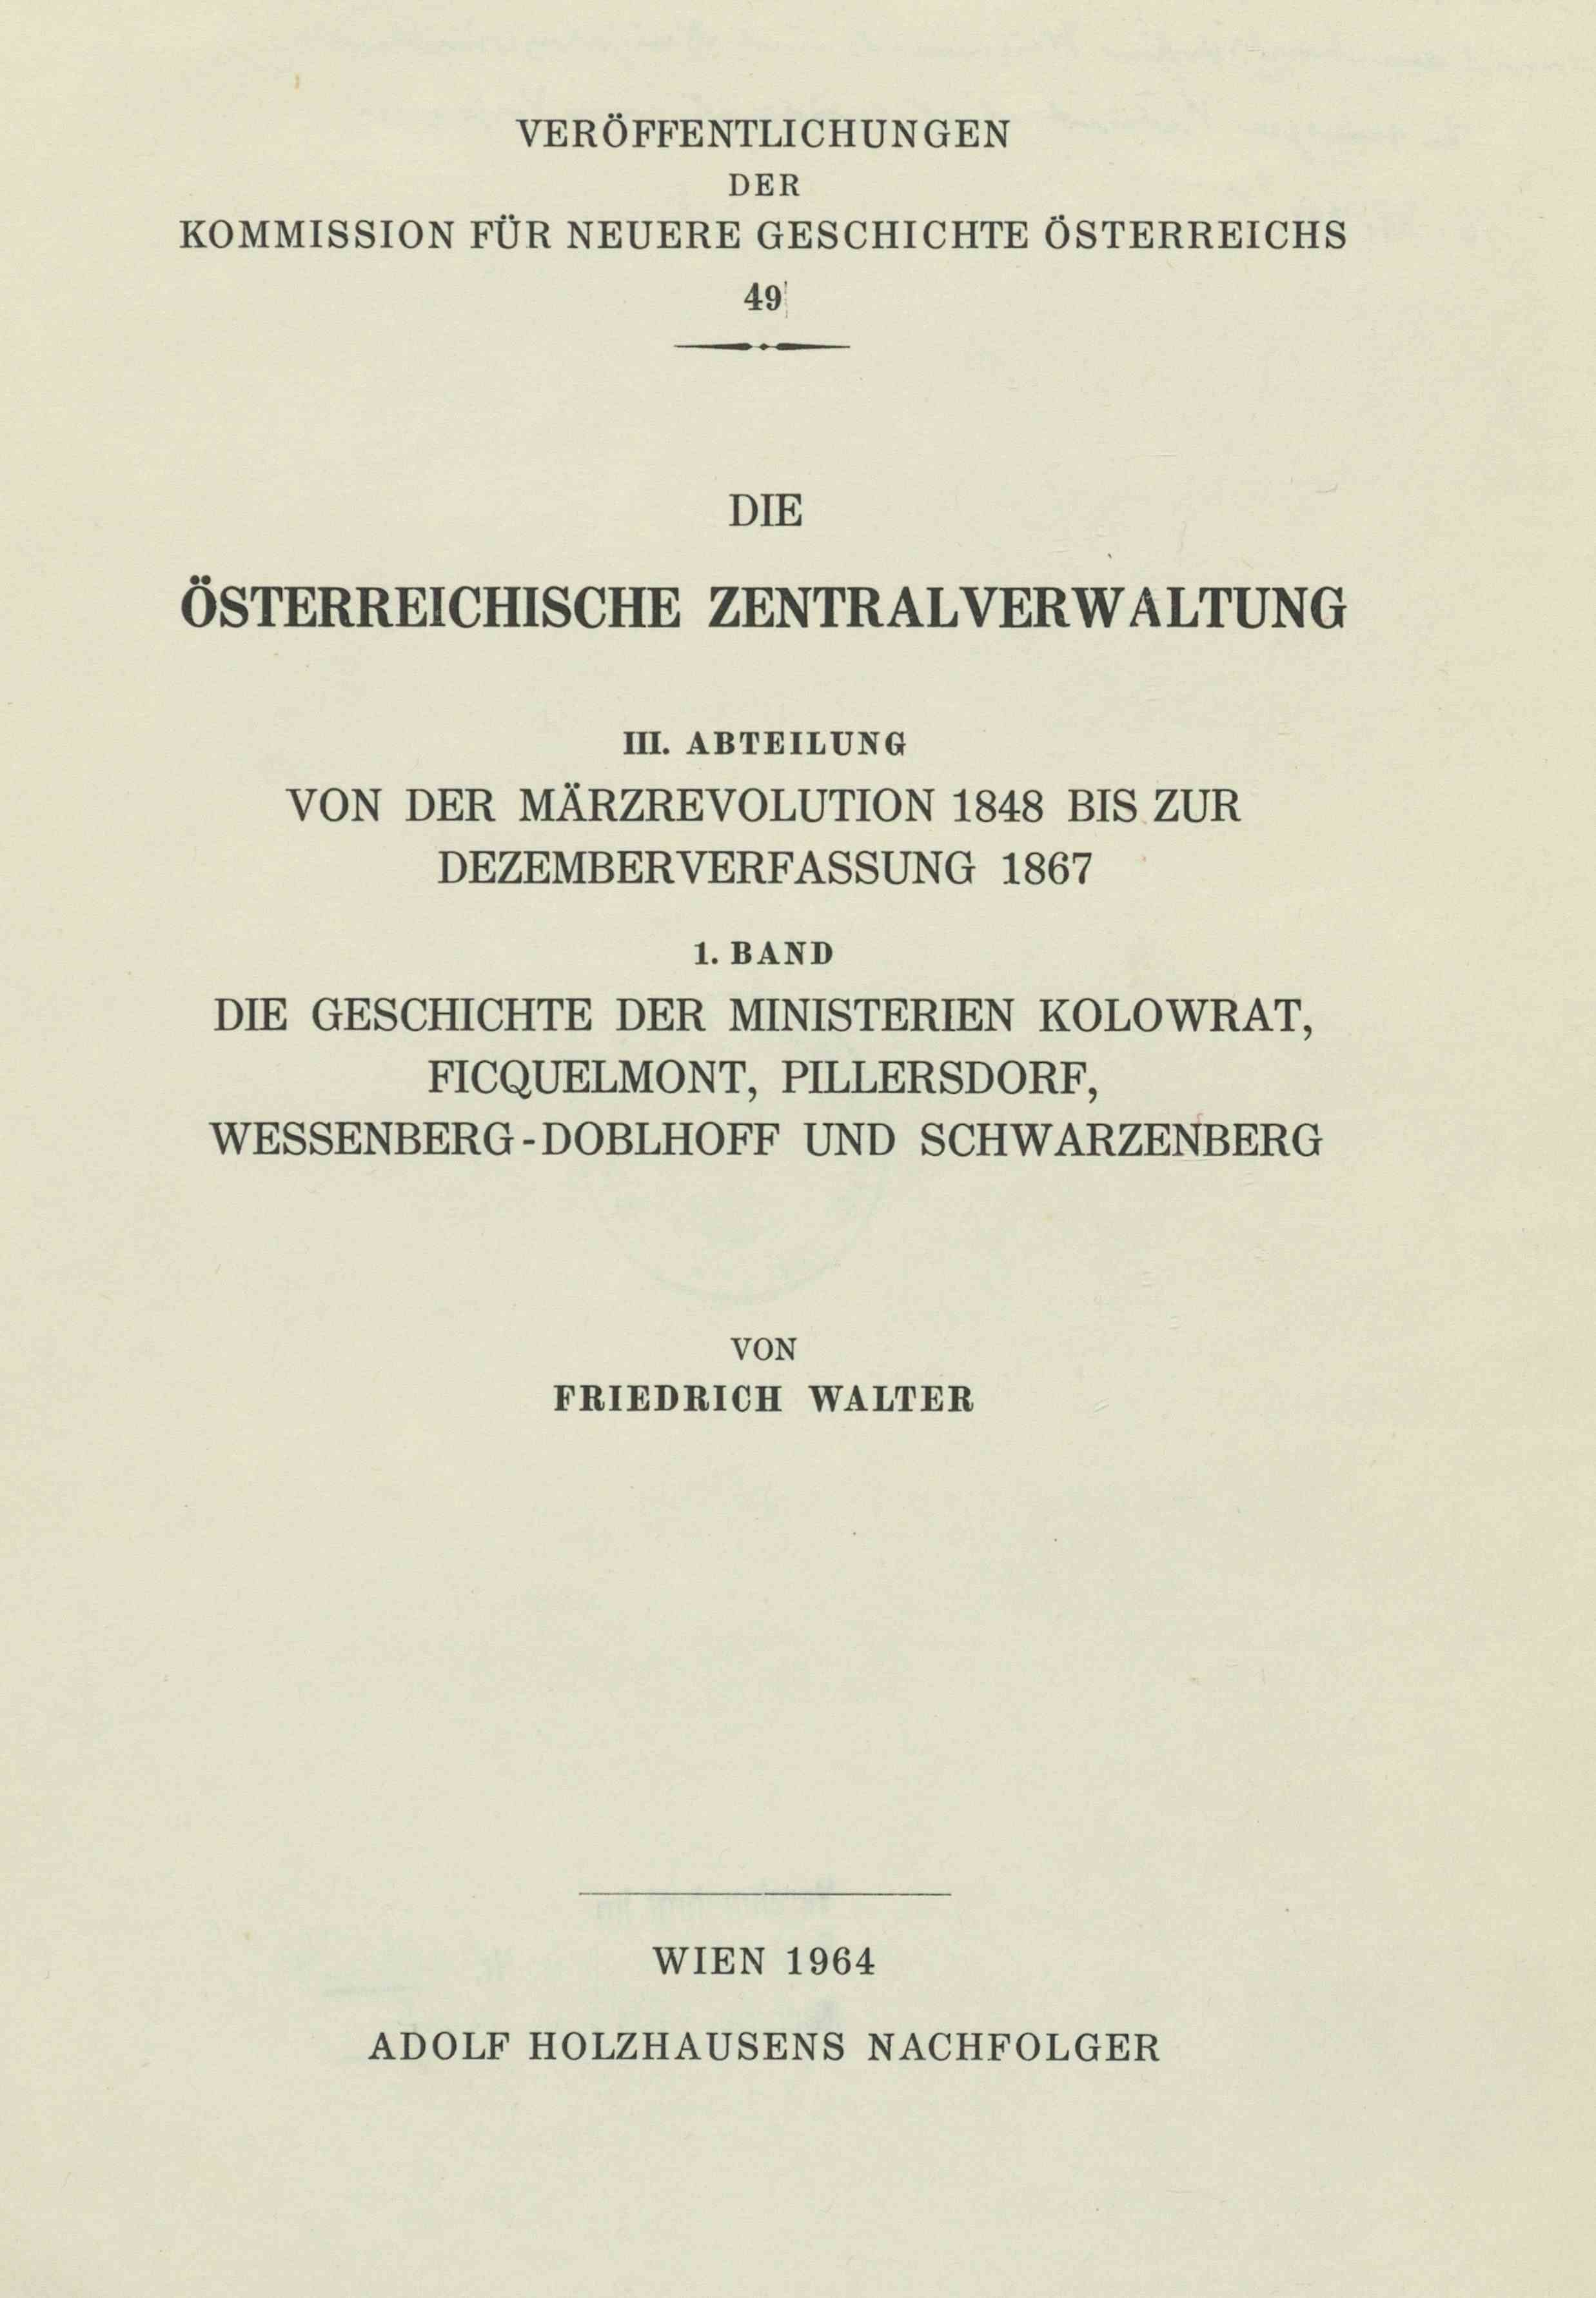 VERÖFFENTLICHUNGEN
DER
KOMMISSION FÜR NEUERE GESCHICHTE ÖSTERREICHS
49
DIE
ÖSTERREICHISCHE ZENTRALVERWALTUNG
III. ABTEILUNG
VON DER MÄRZREVOLUTION 1848 BIS ZUR
DEZEMBERVERFASSUNG 1867
1. BAND
DIE GESCHICHTE DER MINISTERIEN KOLOWRAT,
FICQUELMONT, PILLERSDORF,
WESSENBERG-DOBLHOFF UND SCHWARZENBERG
VON
FRIEDRICH WALTER
WIEN 1964
ADOLF HOLZHAUSENS NACHFOLGER